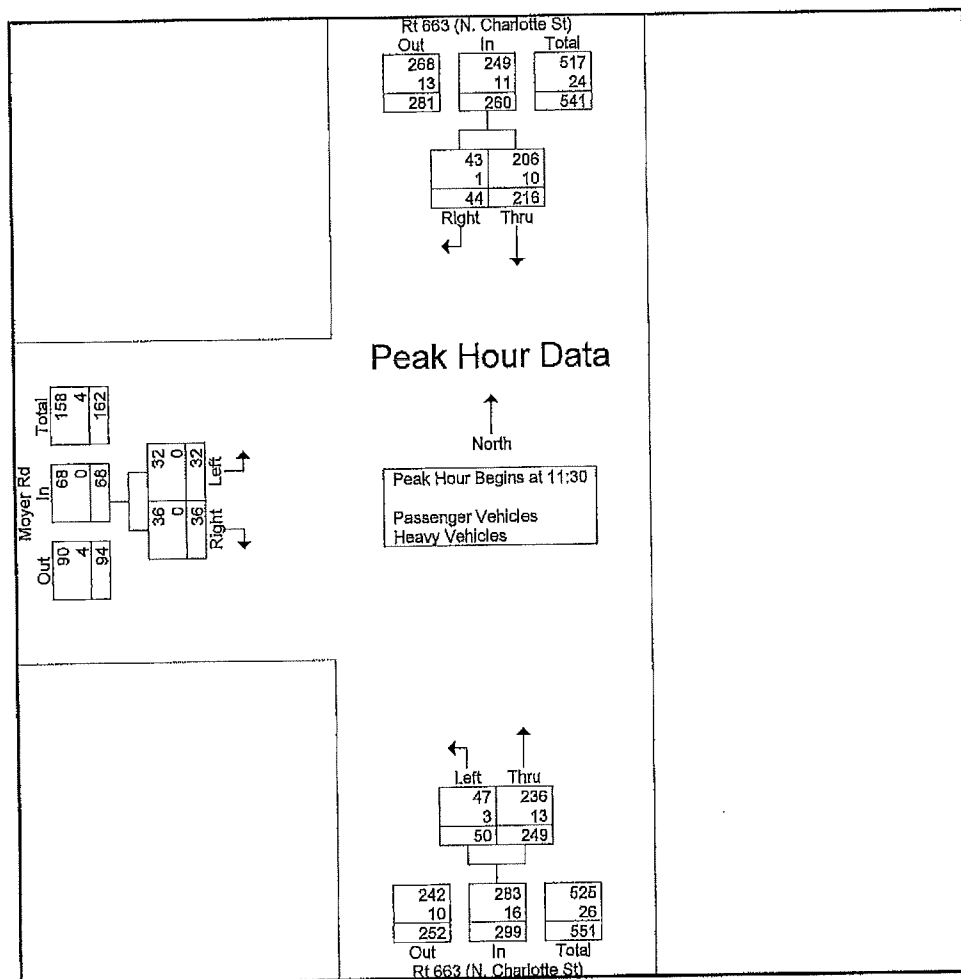 Rt 663 (N. Charlotte St)
Out In Total
268 249 517
13 11 24
281 260 541
43 206
1 10
44 216
Right Thru
Peak Hour Data
North
Peak Hour Begins at 11:30
Passenger Vehicles
Heavy Vehicles
Moyer Rd
Out In Total
90 68 158
4 0 4
94 68 162
36 32
0 0
36 32
Right Left
Left Thru
47 236
3 13
50 249
242 283 525
10 16 26
252 299 551
Out In Total
Rt 663 (N. Charlotte St)